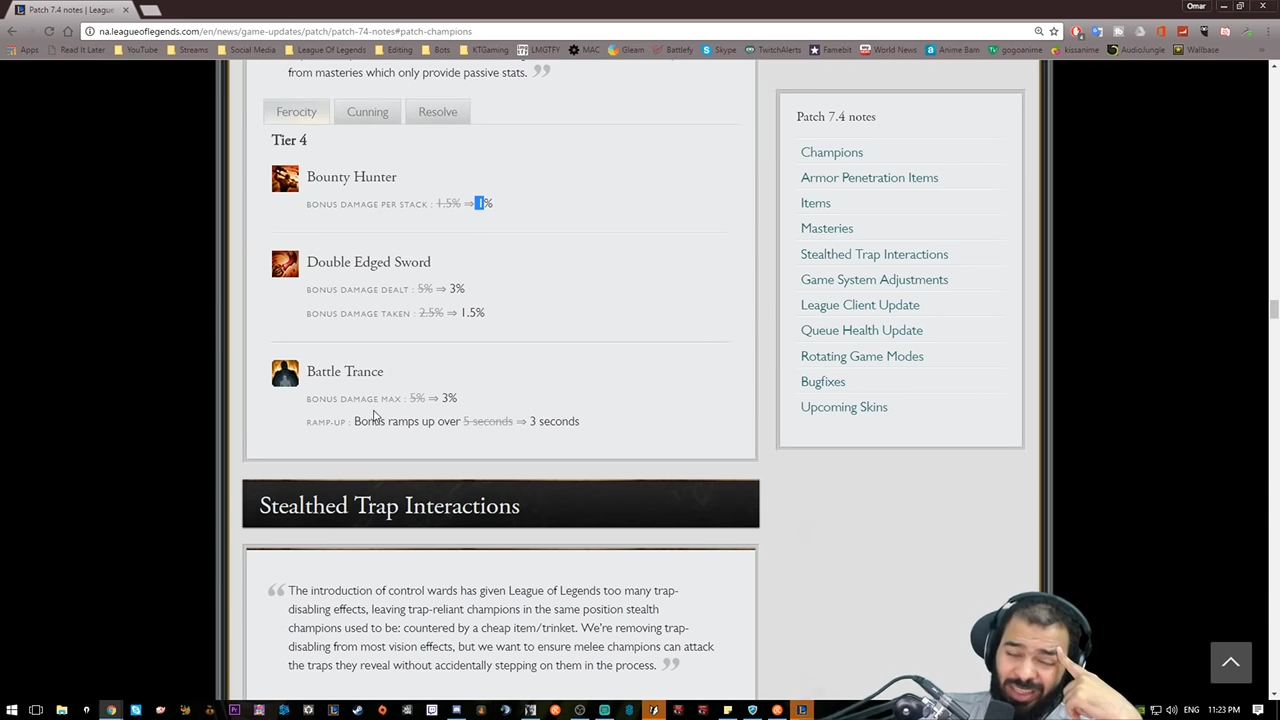 Patch 7.4 notes | League
Omar
na.leagueoflegends.com/en/news/game-updates/patch/patch-74-notes#patch-champions
Apps
Read It Later
YouTube
Streams
Social Media
League Of Legends
Editing
Bots
KTGaming
LMGTFY
MAC
Gleam
Battlefy
Skype
TwitchAlerts
Famebit
World News
Anime Bam
gogoanime
kissanime
AudioJungle
Wallbase
from masteries which only provide passive stats.
Ferocity
Cunning
Resolve
Tier 4
Bounty Hunter
BONUS DAMAGE PER STACK : 1.5% ⇒ 1%
Double Edged Sword
BONUS DAMAGE DEALT : 5% ⇒ 3%
BONUS DAMAGE TAKEN : 2.5% ⇒ 1.5%
Battle Trance
BONUS DAMAGE MAX : 5% ⇒ 3%
RAMP-UP : Bonus ramps up over 5 seconds ⇒ 3 seconds
Stealthed Trap Interactions
The introduction of control wards has given League of Legends too many trap-
disabling effects, leaving trap-reliant champions in the same position stealth
champions used to be: countered by a cheap item/trinket. We're removing trap-
disabling from most vision effects, but we want to ensure melee champions can attack
the traps they reveal without accidentally stepping on them in the process.
Patch 7.4 notes
Champions
Armor Penetration Items
Items
Masteries
Stealthed Trap Interactions
Game System Adjustments
League Client Update
Queue Health Update
Rotating Game Modes
Bugfixes
Upcoming Skins
ENG
11:23 PM